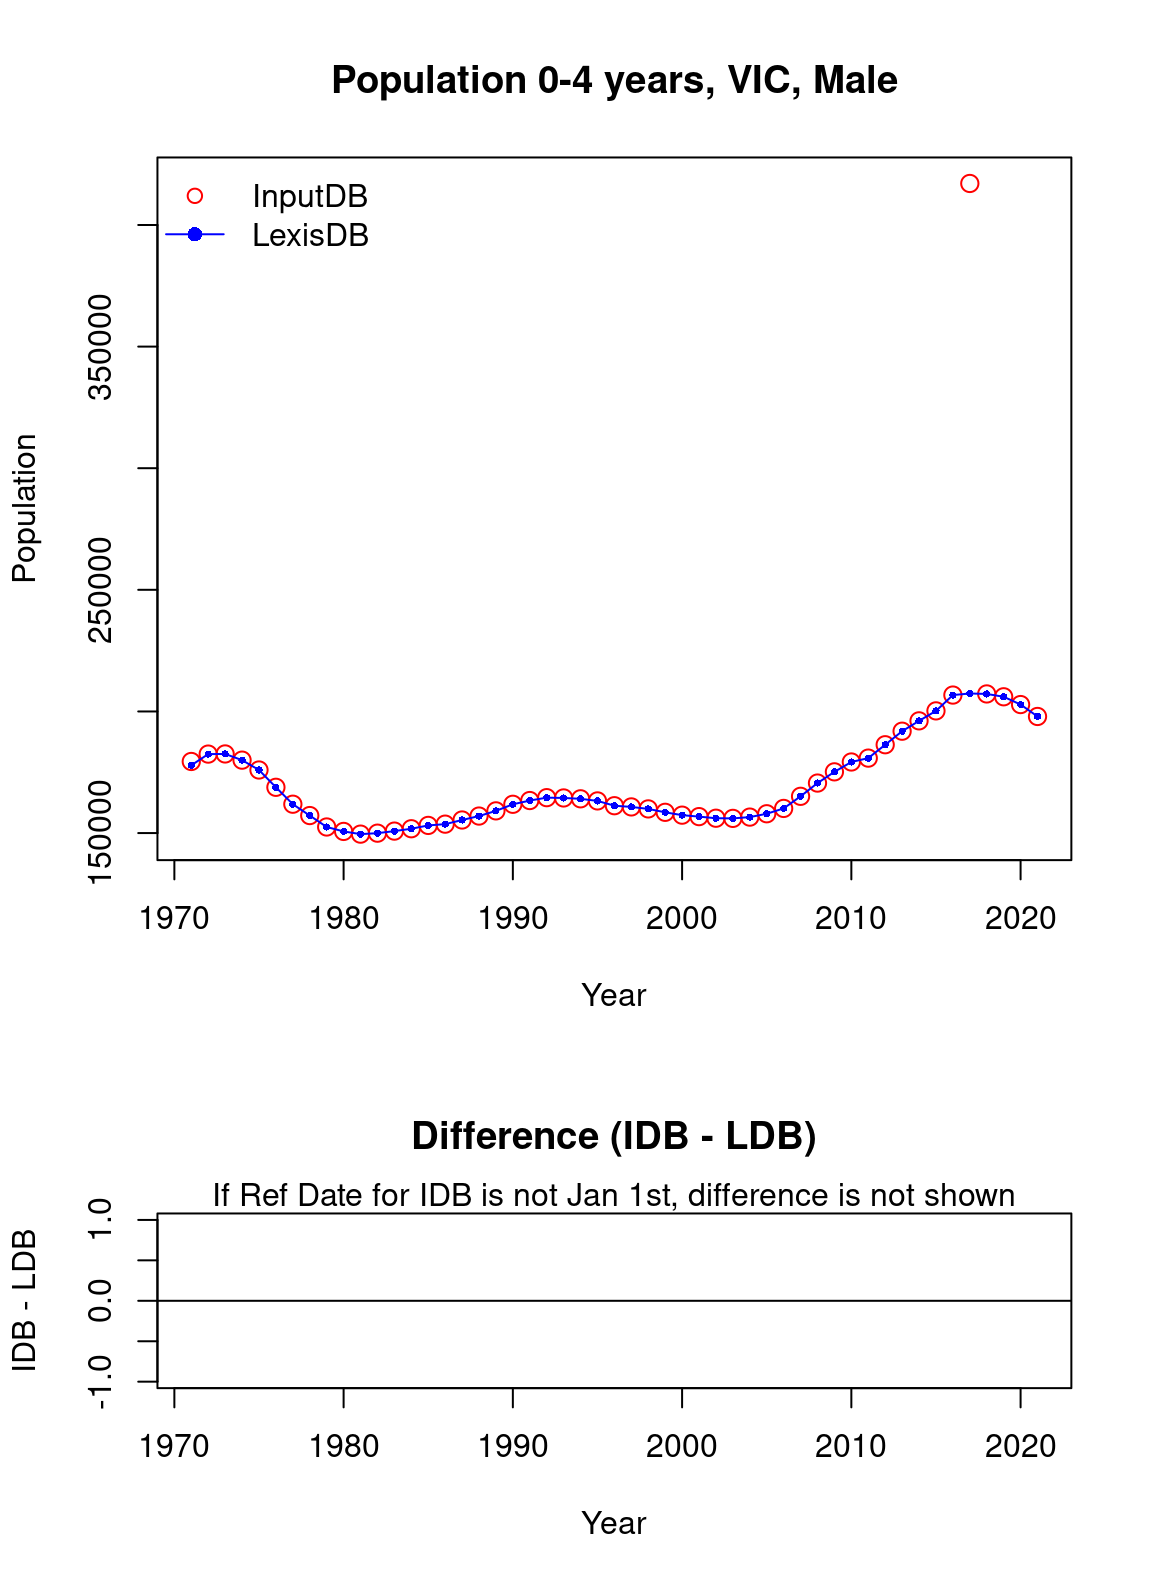 Population 0-4 years, VIC, Male
InputDB
LexisDB
350000
250000
150000
Population
1970 1980 1990 2000 2010 2020
Year
Difference (IDB - LDB)
If Ref Date for IDB is not Jan 1st, difference is not shown
1.0
0.0
-1.0
IDB - LDB
1970 1980 1990 2000 2010 2020
Year